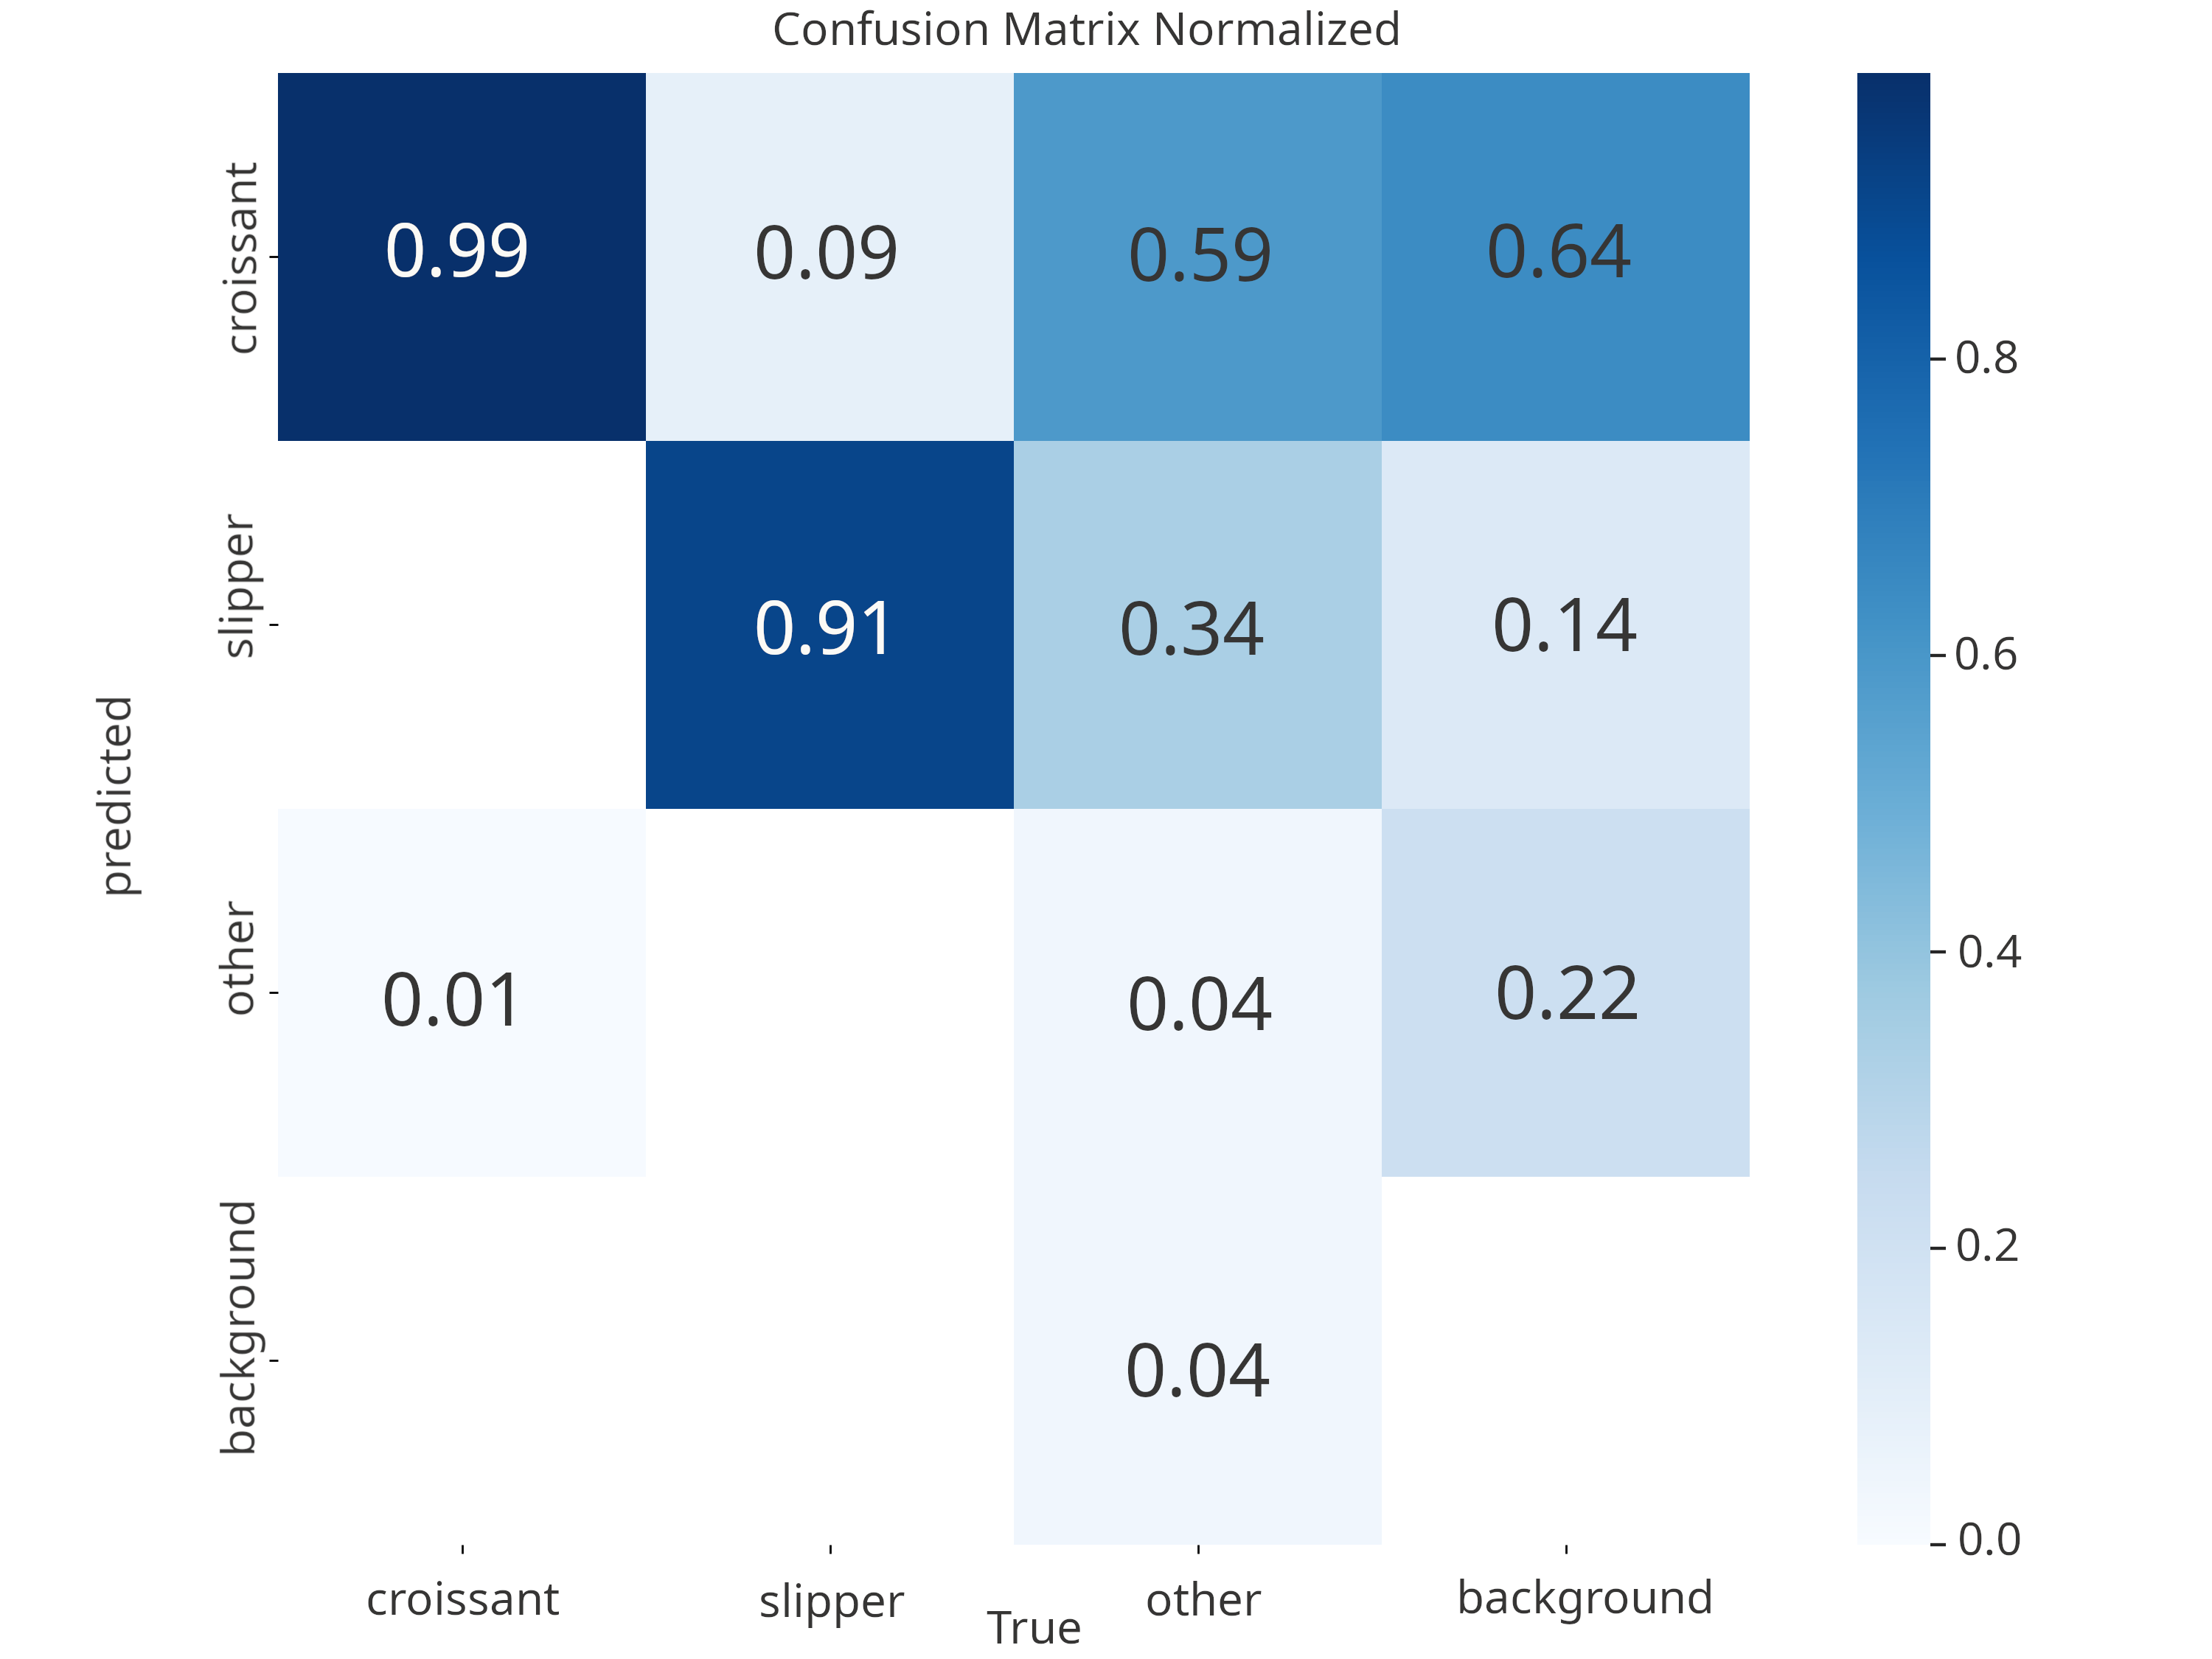 Confusion Matrix Normalized
croissant
0.99
0.09
0.59
0.64
0.8
slipper
0.91
0.34
0.14
0.6
predicted
other
0.01
0.04
0.22
0.4
background
0.04
0.2
0.0
croissant
slipper
other
background
True